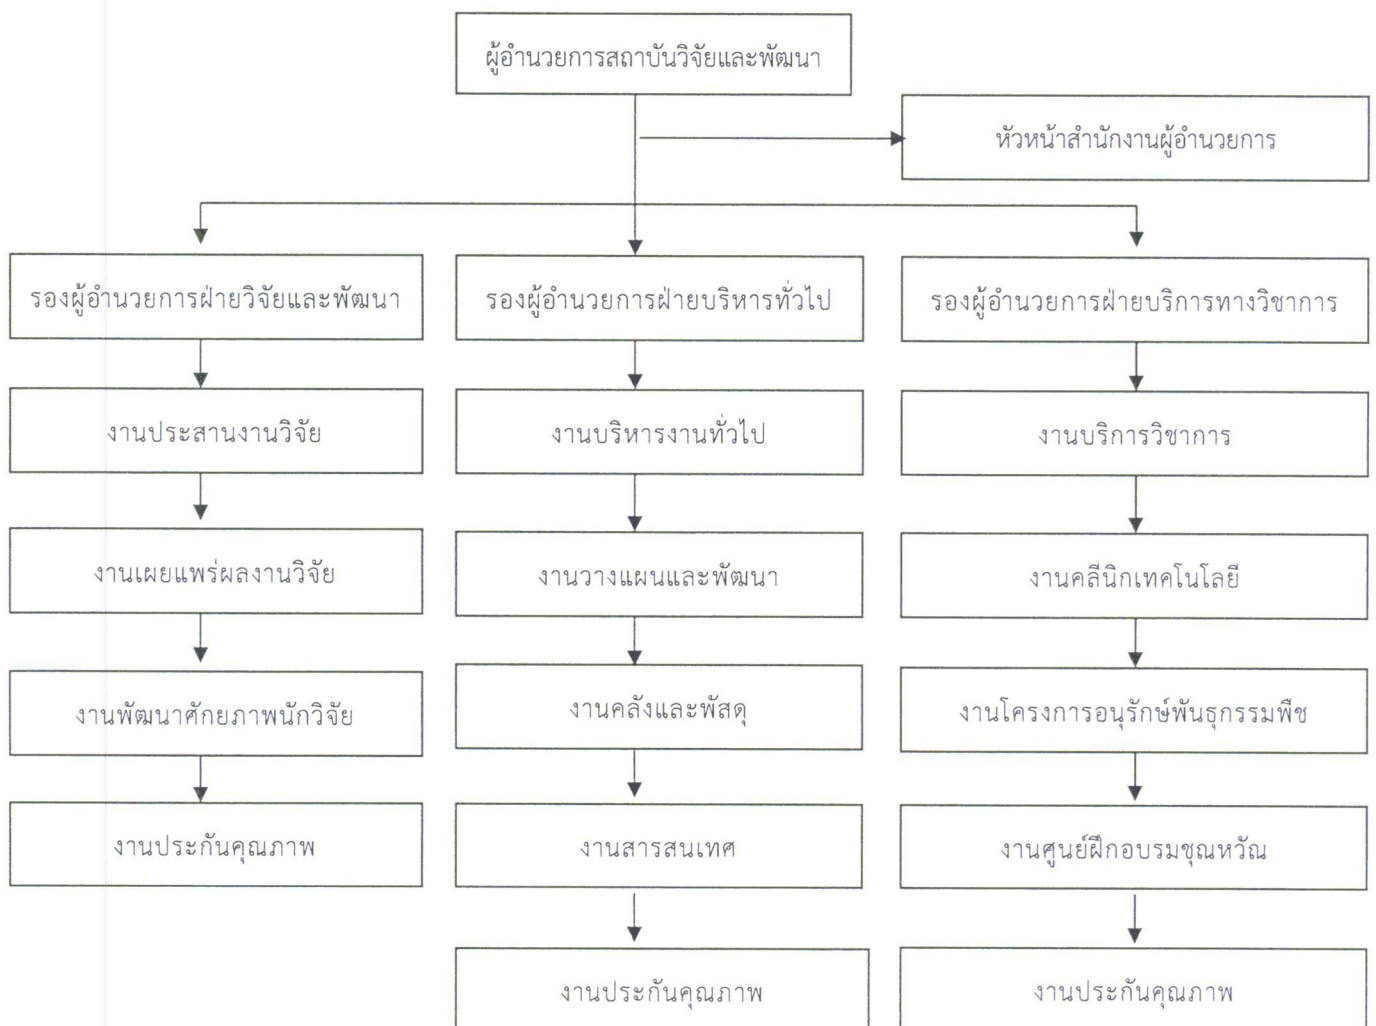 ผู้อำนวยการสถาบันวิจัยและพัฒนา
หัวหน้าสำนักงานผู้อำนวยการ
รองผู้อำนวยการฝ่ายวิจัยและพัฒนา
รองผู้อำนวยการฝ่ายบริหารทั่วไป
รองผู้อำนวยการฝ่ายบริการทางวิชาการ
งานประสานงานวิจัย
งานบริหารงานทั่วไป
งานบริการวิชาการ
งานเผยแพร่ผลงานวิจัย
งานวางแผนและพัฒนา
งานคลีนิกเทคโนโลยี
งานพัฒนาศักยภาพนักวิจัย
งานคลังและพัสดุ
งานโครงการอนุรักษ์พันธุกรรมพืช
งานประกันคุณภาพ
งานสารสนเทศ
งานศูนย์ฝึกอบรมชุณหวัณ
งานประกันคุณภาพ
งานประกันคุณภาพ